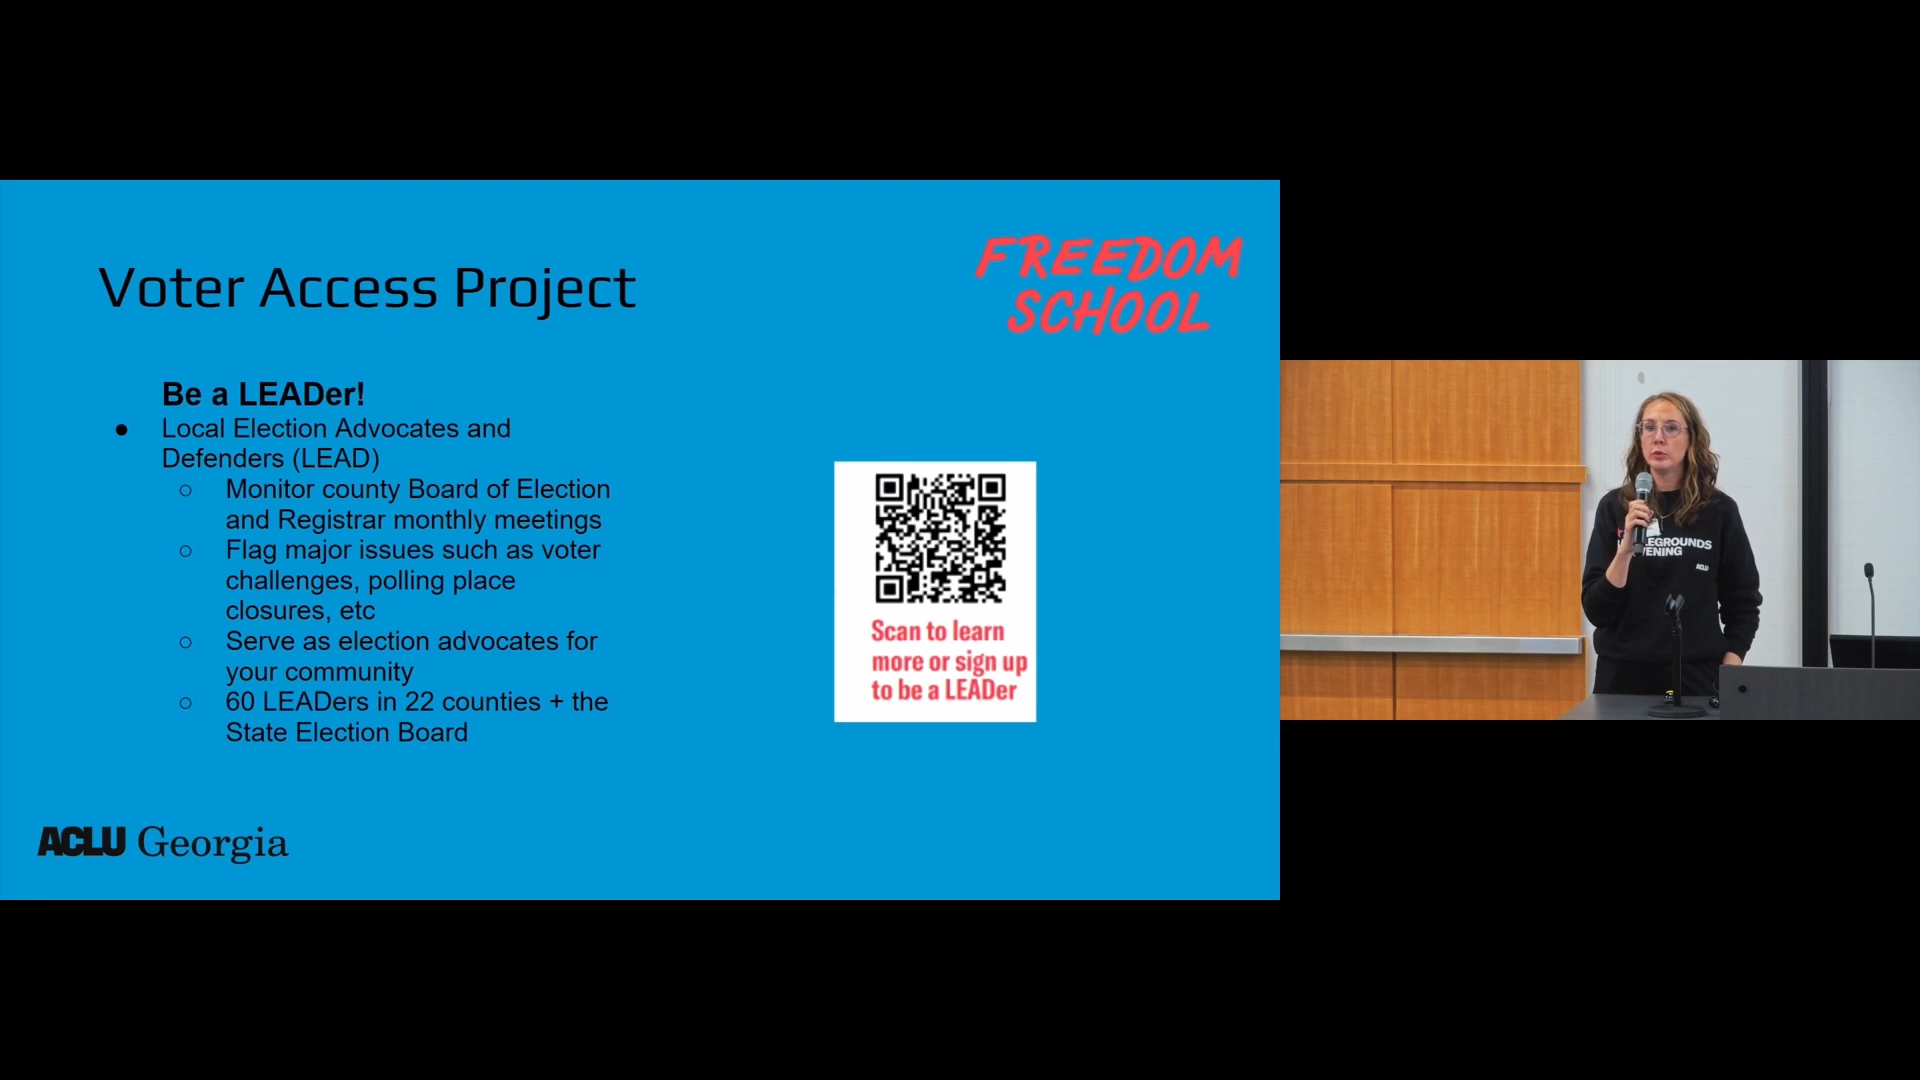 Voter Access Project
FREEDOM
SCHOOL
Be a LEADer!
● Local Election Advocates and
Defenders (LEAD)
○ Monitor county Board of Election
and Registrar monthly meetings
○ Flag major issues such as voter
challenges, polling place
closures, etc
○ Serve as election advocates for
your community
○ 60 LEADers in 22 counties + the
State Election Board
Scan to learn
more or sign up
to be a LEADer
ACLU Georgia
ACLU